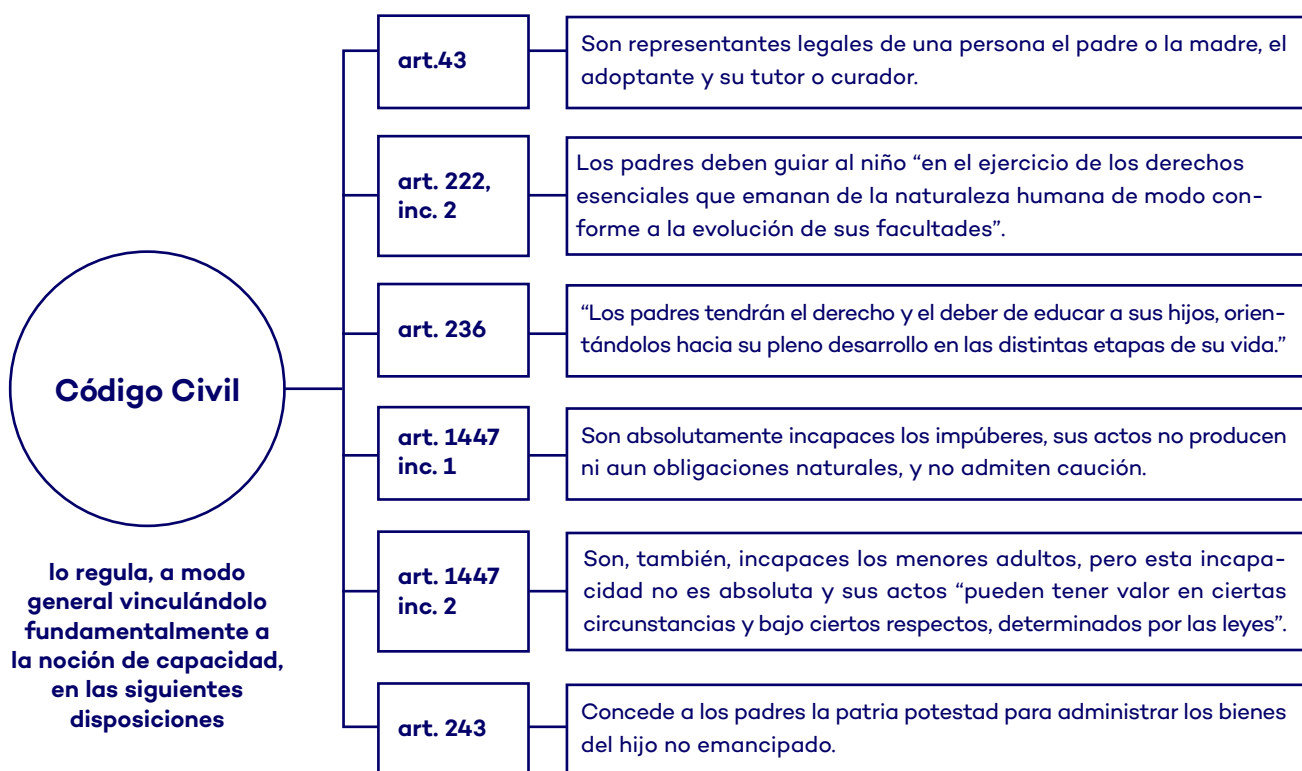 Código Civil
lo regula, a modo
general vinculándolo
fundamentalmente a
la noción de capacidad,
en las siguientes
disposiciones
art.43
Son representantes legales de una persona el padre o la madre, el
adoptante y su tutor o curador.
art. 222,
inc. 2
Los padres deben guiar al niño “en el ejercicio de los derechos
esenciales que emanan de la naturaleza humana de modo con-
forme a la evolución de sus facultades”.
art. 236
“Los padres tendrán el derecho y el deber de educar a sus hijos, orien-
tándolos hacia su pleno desarrollo en las distintas etapas de su vida.”
art. 1447
inc. 1
Son absolutamente incapaces los impúberes, sus actos no producen
ni aun obligaciones naturales, y no admiten caución.
art. 1447
inc. 2
Son, también, incapaces los menores adultos, pero esta incapa-
cidad no es absoluta y sus actos “pueden tener valor en ciertas
circunstancias y bajo ciertos respectos, determinados por las leyes”.
art. 243
Concede a los padres la patria potestad para administrar los bienes
del hijo no emancipado.